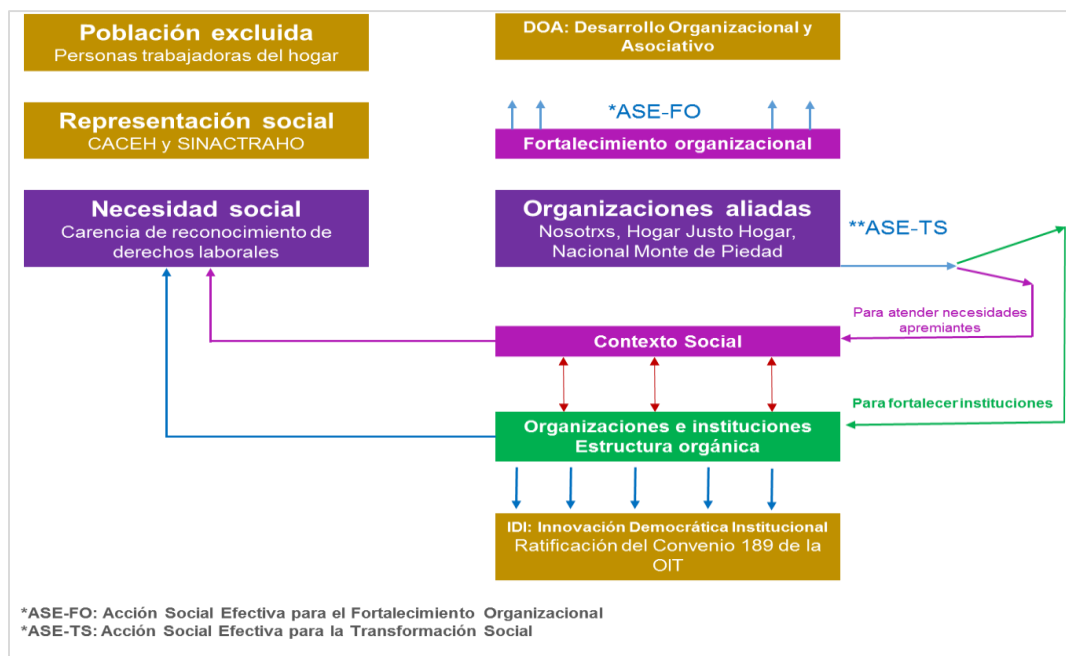 Población excluida
Personas trabajadoras del hogar
DOA: Desarrollo Organizacional y
Asociativo
Representación social
CACEH y SINACTRAHO
*ASE-FO
Fortalecimiento organizacional
Necesidad social
Carencia de reconocimiento de
derechos laborales
Organizaciones aliadas
Nosotrxs, Hogar Justo Hogar,
Nacional Monte de Piedad
**ASE-TS
Para atender necesidades
apremiantes
Contexto Social
Para fortalecer instituciones
Organizaciones e instituciones
Estructura orgánica
IDI: Innovación Democrática Institucional
Ratificación del Convenio 189 de la
OIT
*ASE-FO: Acción Social Efectiva para el Fortalecimiento Organizacional
*ASE-TS: Acción Social Efectiva para la Transformación Social